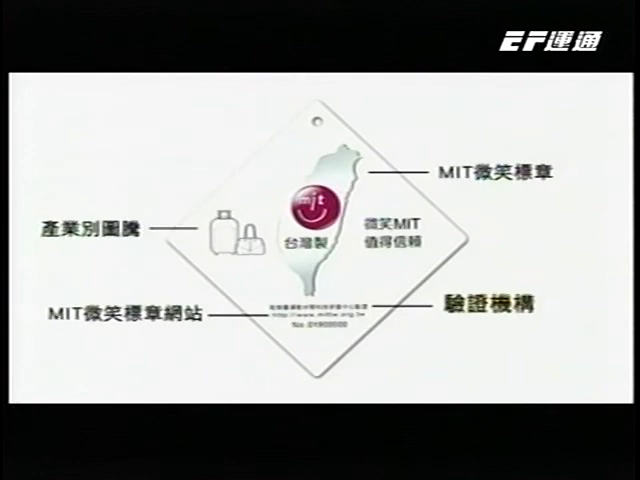 EF運通
MIT微笑標章
mit
微笑MIT
值得信賴
產業別圖騰
台灣製
MIT微笑標章網站
http://www.mittw.org.tw
No.01900000
驗證機構